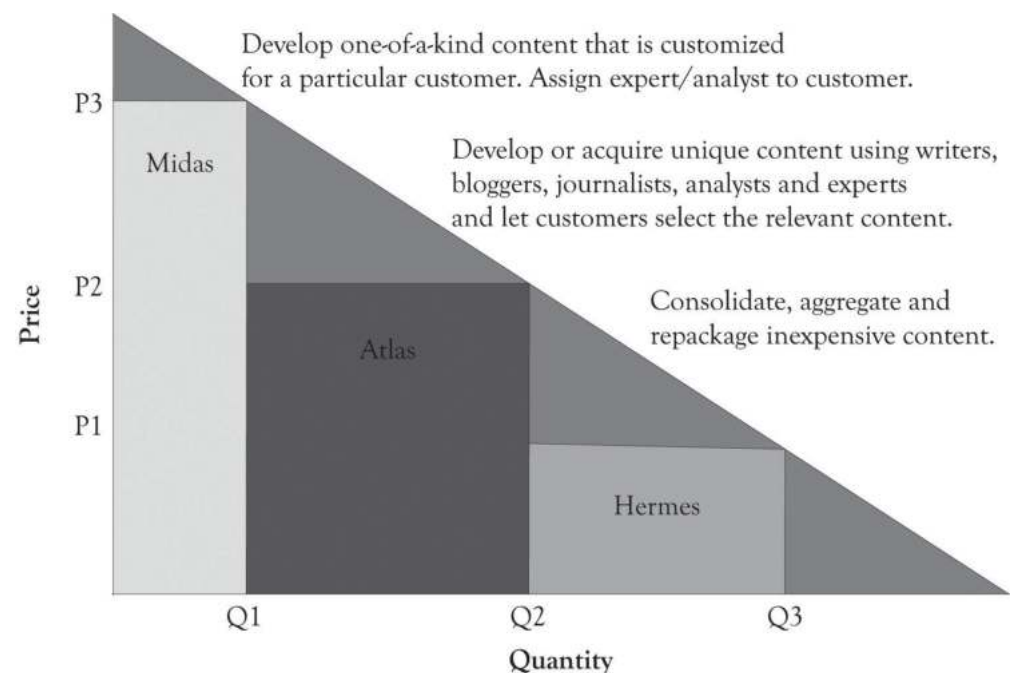 Develop one-of-a-kind content that is customized
for a particular customer. Assign expert/analyst to customer.
P3
Midas
Develop or acquire unique content using writers,
bloggers, journalists, analysts and experts
and let customers select the relevant content.
P2
Consolidate, aggregate and
repackage inexpensive content.
Price
Atlas
P1
Hermes
Q1
Q2
Q3
Quantity